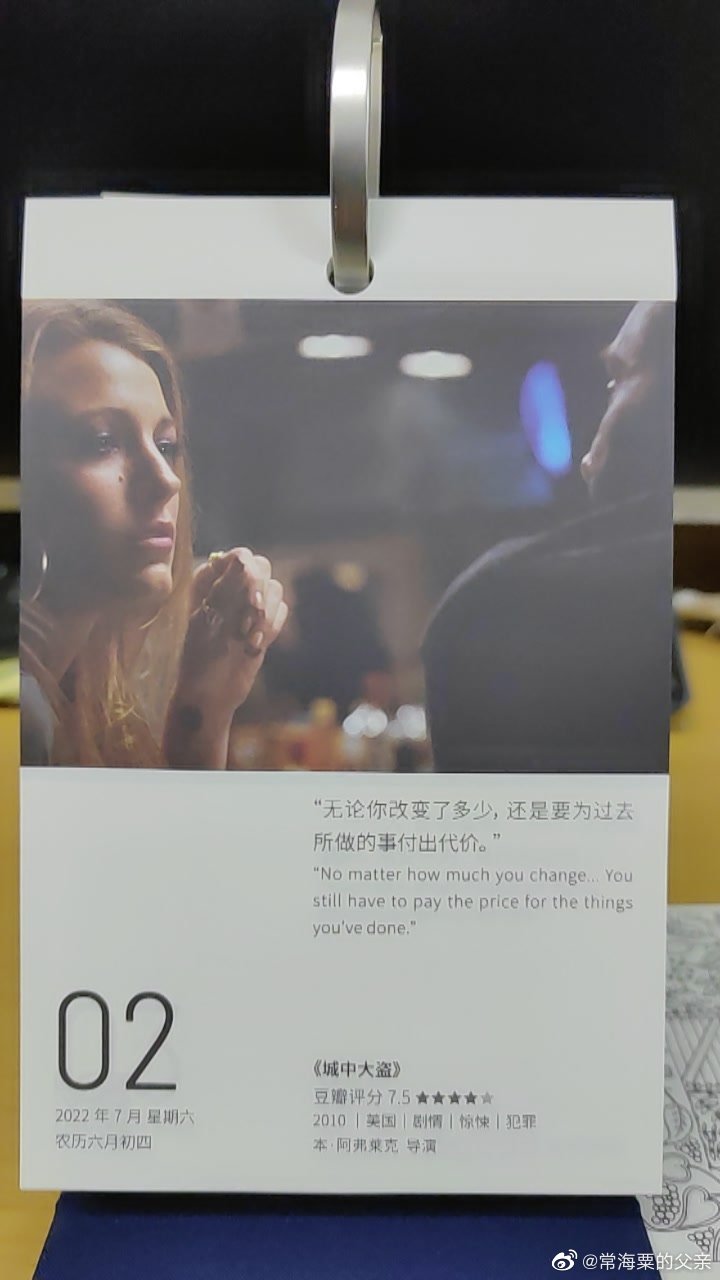 “无论你改变了多少, 还是要为过去
所做的事付出代价。”
“No matter how much you change... You
still have to pay the price for the things
you’ve done.”
02
2022 年 7 月 星期六
农历六月初四
《城中大盗》
豆瓣评分 7.5 ★★★★★
2010 | 美国 | 剧情 | 惊悚 | 犯罪
本·阿弗莱克 导演
@常海粟的父亲